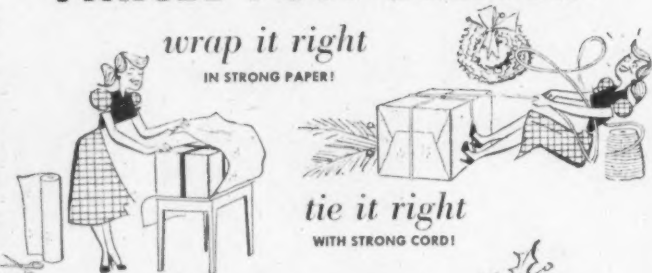 wrap it right
IN STRONG PAPER!
tie it right
WITH STRONG CORD!